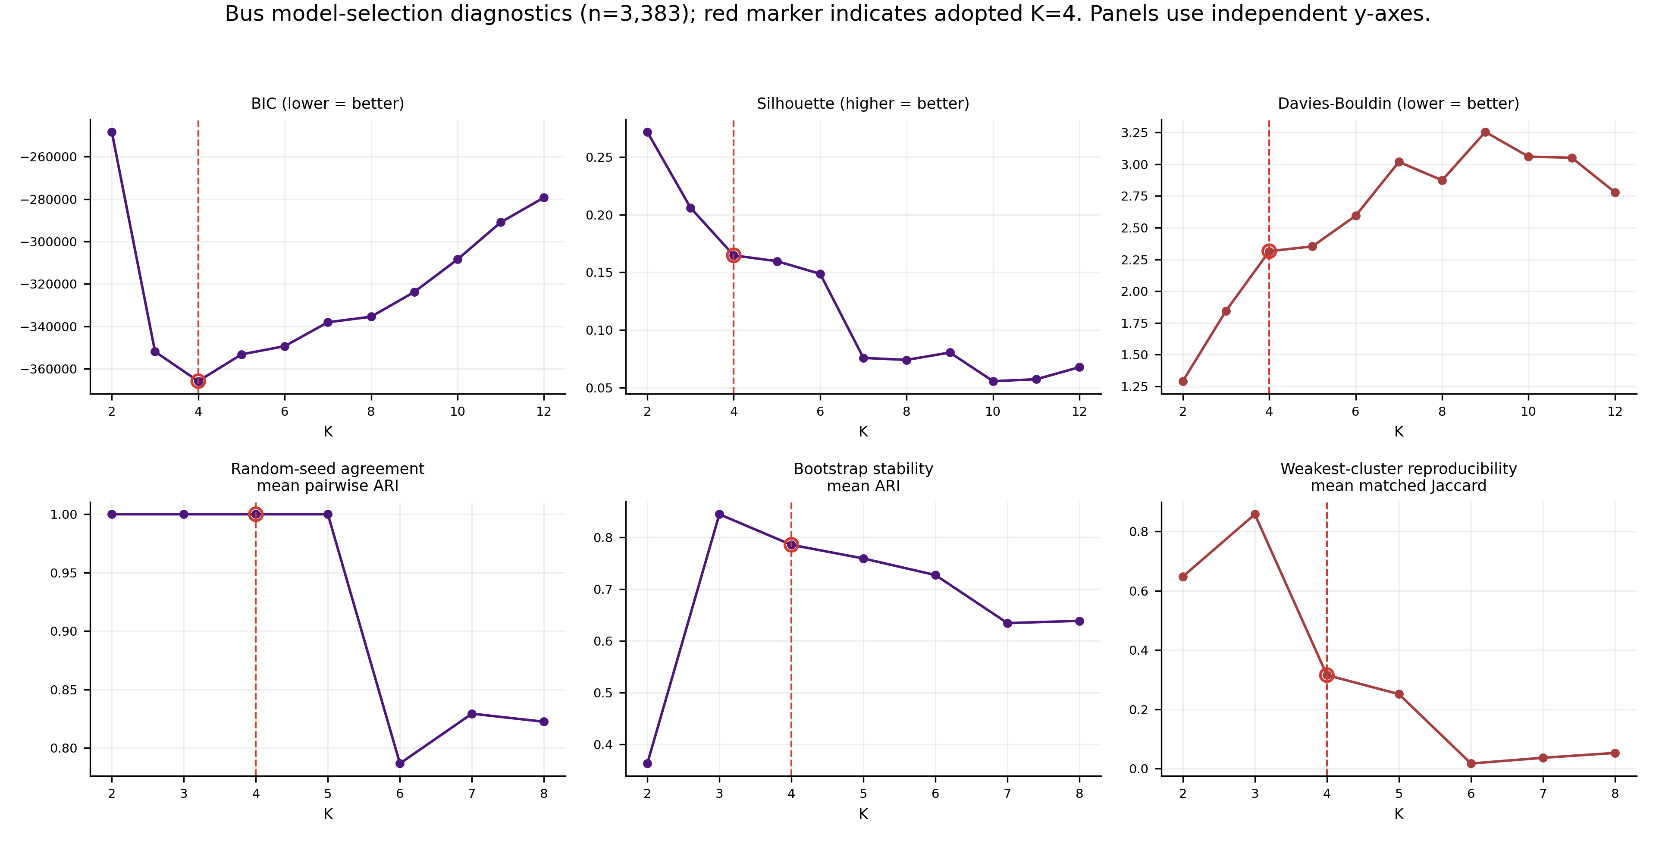 Bus model-selection diagnostics (n=3,383); red marker indicates adopted K=4. Panels use independent y-axes.
BIC (lower = better)
−260000
−280000
−300000
−320000
−340000
−360000
2 4 6 8 10 12
K
Silhouette (higher = better)
0.25
0.20
0.15
0.10
0.05
2 4 6 8 10 12
K
Davies-Bouldin (lower = better)
3.25
3.00
2.75
2.50
2.25
2.00
1.75
1.50
1.25
2 4 6 8 10 12
K
Random-seed agreement
mean pairwise ARI
1.00
0.95
0.90
0.85
0.80
2 3 4 5 6 7 8
K
Bootstrap stability
mean ARI
0.8
0.7
0.6
0.5
0.4
2 3 4 5 6 7 8
K
Weakest-cluster reproducibility
mean matched Jaccard
0.8
0.6
0.4
0.2
0.0
2 3 4 5 6 7 8
K